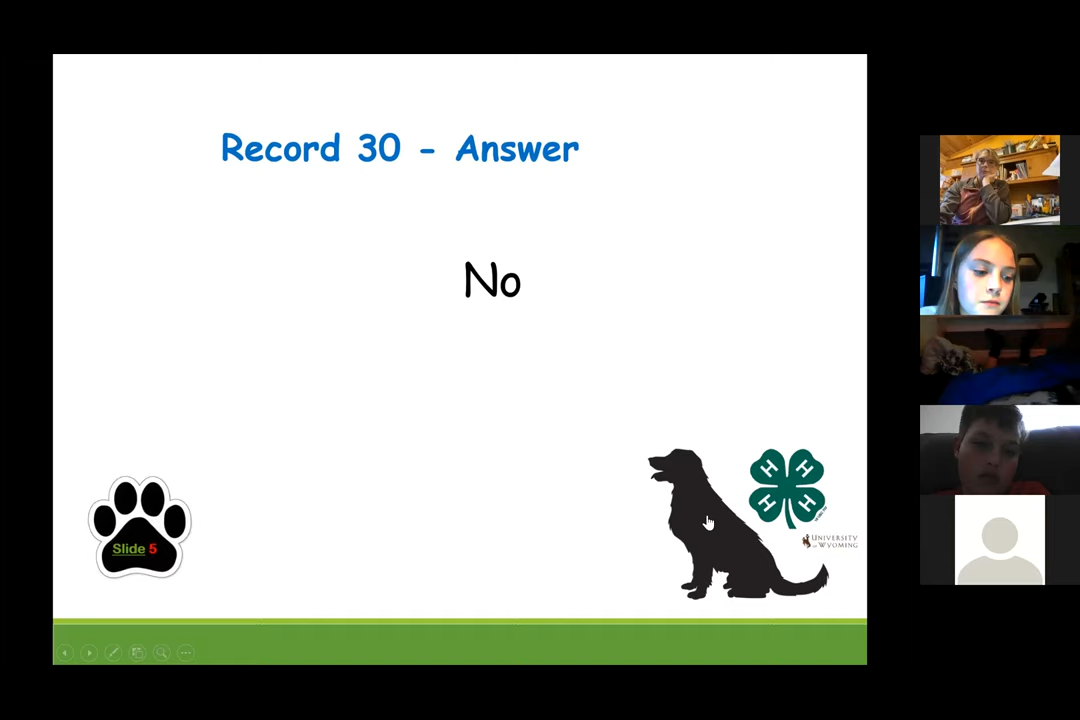 Record 30 - Answer
No
Slide 5
H H
H H
UNIVERSITY
OF WYOMING